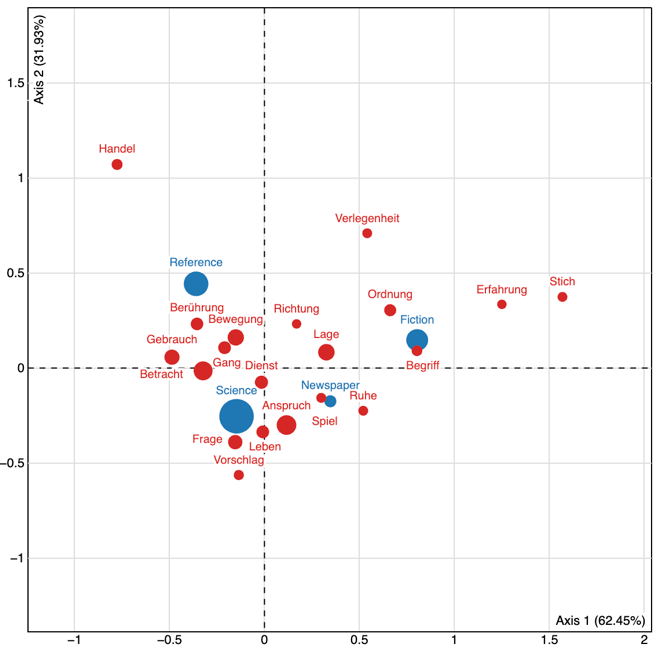 Axis 2 (31.93%)
1.5
1
0.5
0
−0.5
−1
Handel
Verlegenheit
Reference
Stich
Erfahrung
Ordnung
Berührung
Richtung
Bewegung
Fiction
Lage
Gebrauch
Gang
Dienst
Begriff
Betracht
Newspaper
Science
Ruhe
Anspruch
Spiel
Frage
Leben
Vorschlag
Axis 1 (62.45%)
−1
−0.5
0
0.5
1
1.5
2